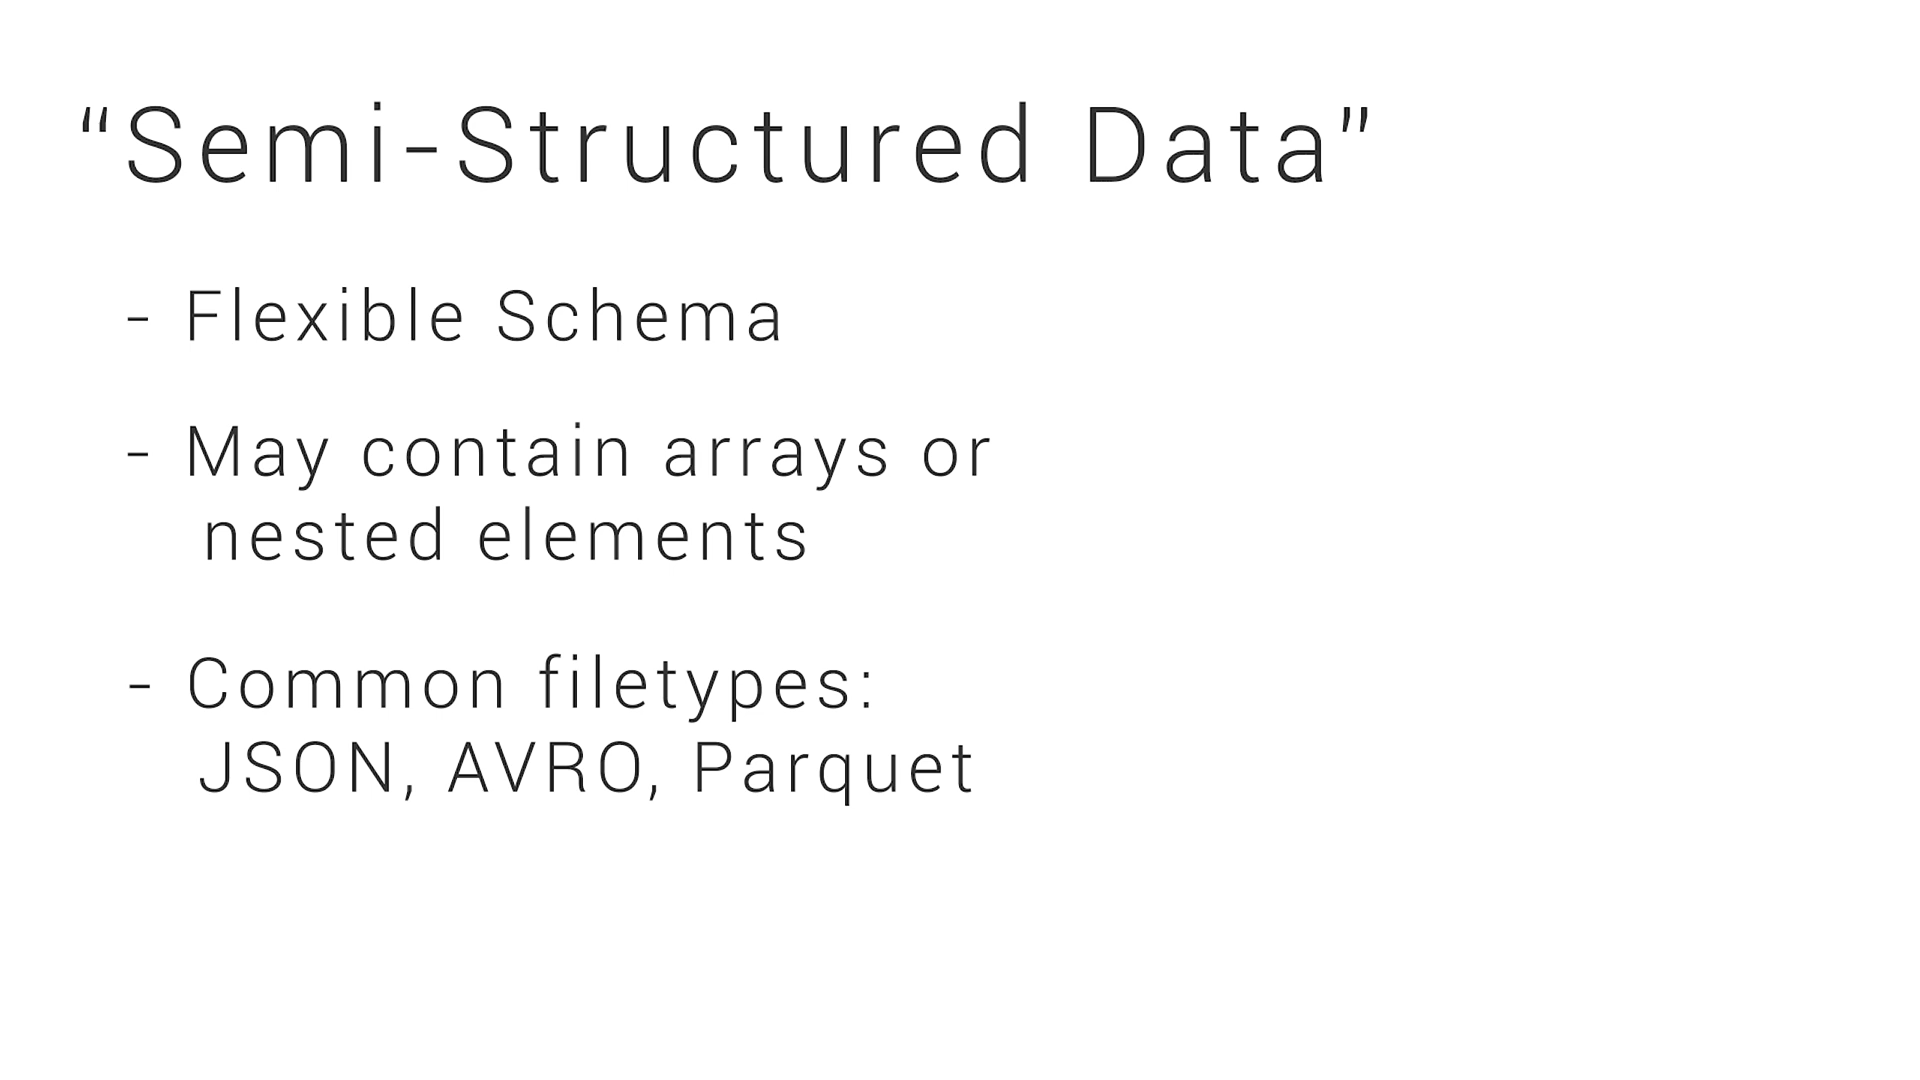 “Semi-Structured Data”
- Flexible Schema
- May contain arrays or
nested elements
- Common filetypes:
JSON, AVRO, Parquet